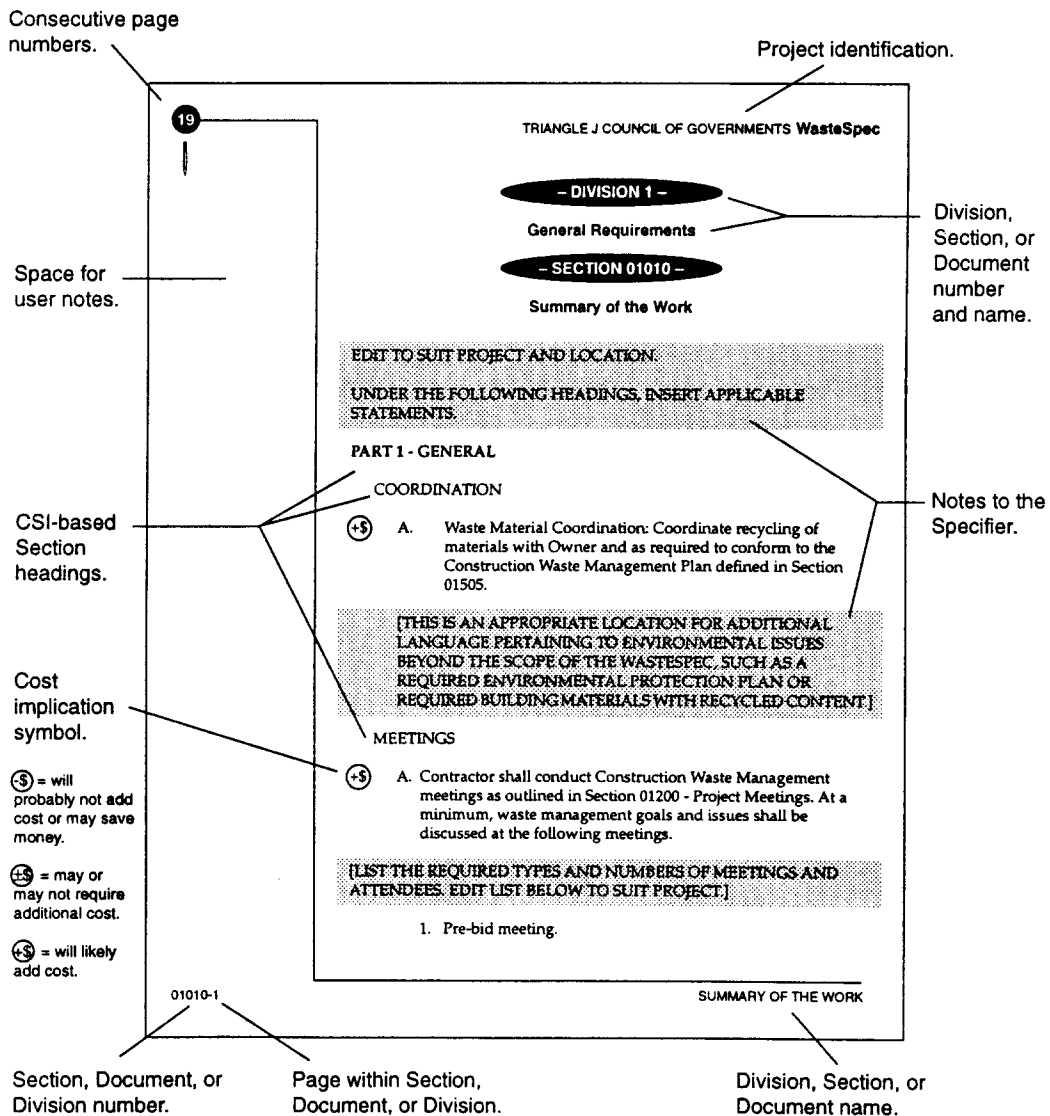 Consecutive page
numbers.
Project identification.
19
TRIANGLE J COUNCIL OF GOVERNMENTS WasteSpec
– DIVISION 1 –
General Requirements
– SECTION 01010 –
Summary of the Work
Division,
Section, or
Document
number
and name.
Space for
user notes.
EDIT TO SUIT PROJECT AND LOCATION.
UNDER THE FOLLOWING HEADINGS, INSERT APPLICABLE
STATEMENTS.
PART 1 - GENERAL
COORDINATION
Notes to the
Specifier.
CSI-based
Section
headings.
+$ A. Waste Material Coordination: Coordinate recycling of
materials with Owner and as required to conform to the
Construction Waste Management Plan defined in Section
01505.
[THIS IS AN APPROPRIATE LOCATION FOR ADDITIONAL
LANGUAGE PERTAINING TO ENVIRONMENTAL ISSUES
BEYOND THE SCOPE OF THE WASTESPEC, SUCH AS A
REQUIRED ENVIRONMENTAL PROTECTION PLAN OR
REQUIRED BUILDING MATERIALS WITH RECYCLED CONTENT.]
Cost
implication
symbol.
MEETINGS
+$ A. Contractor shall conduct Construction Waste Management
meetings as outlined in Section 01200 - Project Meetings. At a
minimum, waste management goals and issues shall be
discussed at the following meetings.
-$ = will
probably not add
cost or may save
money.
±$ = may or
may not require
additional cost.
+$ = will likely
add cost.
[LIST THE REQUIRED TYPES AND NUMBERS OF MEETINGS AND
ATTENDEES. EDIT LIST BELOW TO SUIT PROJECT.]
1. Pre-bid meeting.
01010-1
SUMMARY OF THE WORK
Section, Document, or
Division number.
Page within Section,
Document, or Division.
Division, Section, or
Document name.